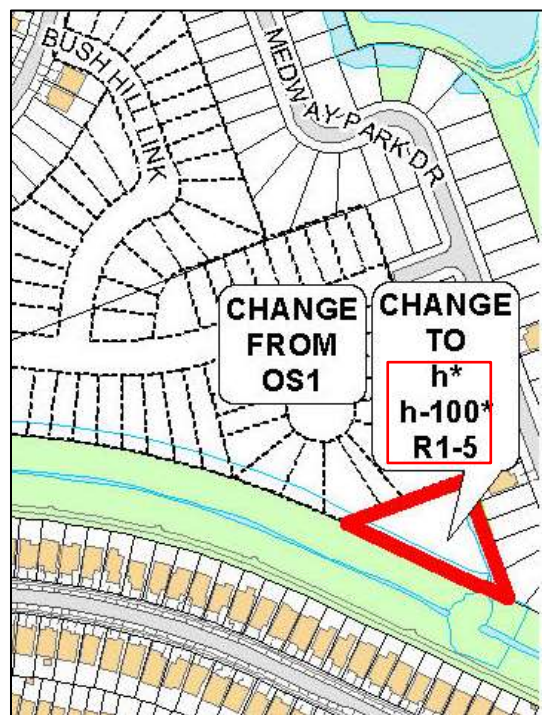 BUSH HILL LINK
MEDWAY PARK DR
CHANGE
FROM
OS1
CHANGE
TO
h*
h-100*
R1-5